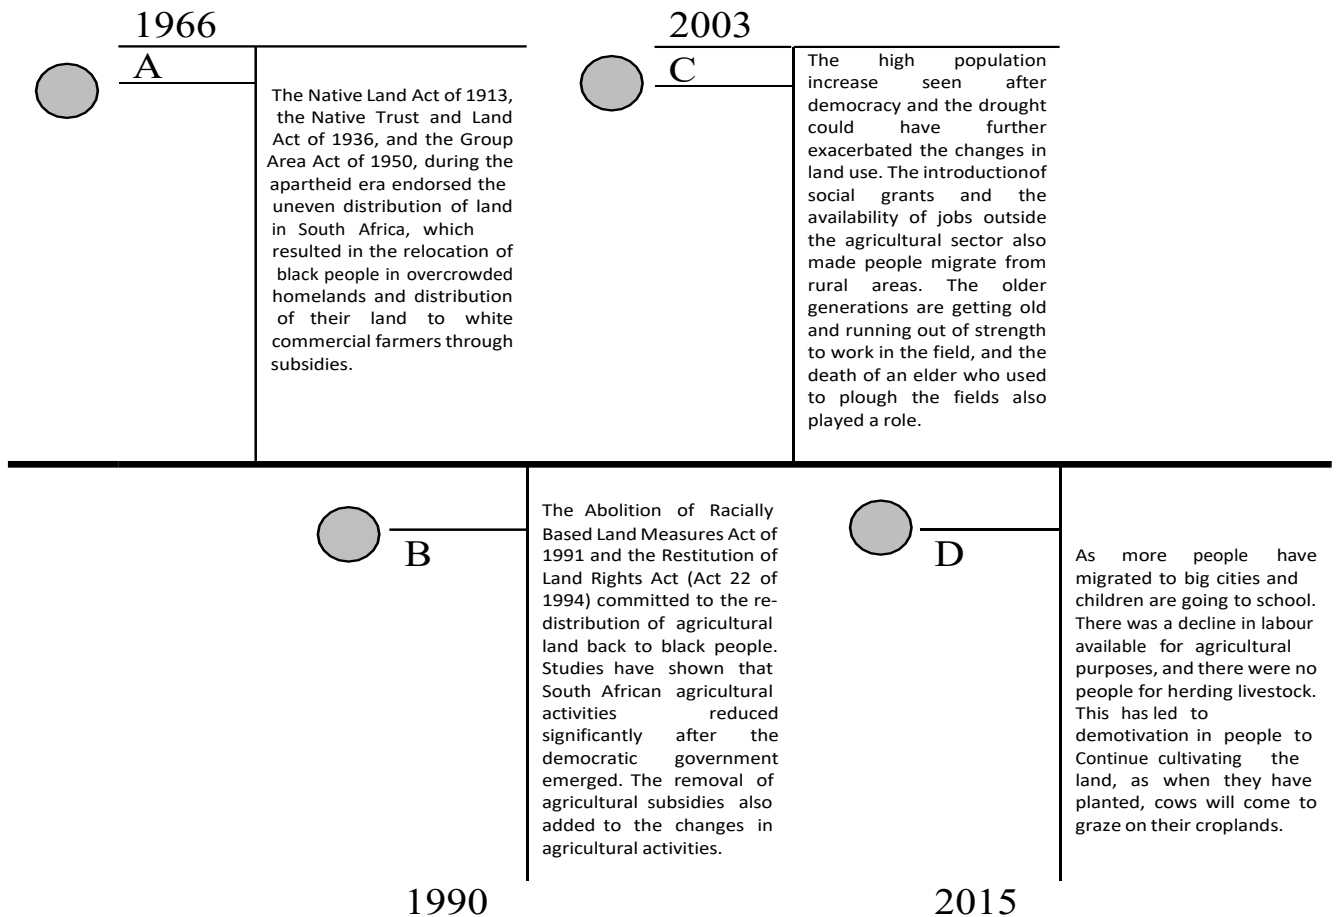 1966
A
The Native Land Act of 1913,
the Native Trust and Land
Act of 1936, and the Group
Area Act of 1950, during the
apartheid era endorsed the
uneven distribution of land
in South Africa, which
resulted in the relocation of
black people in overcrowded
homelands and distribution
of their land to white
commercial farmers through
subsidies.
2003
C
The high population
increase seen after
democracy and the drought
could have further
exacerbated the changes in
land use. The introductionof
social grants and the
availability of jobs outside
the agricultural sector also
made people migrate from
rural areas. The older
generations are getting old
and running out of strength
to work in the field, and the
death of an elder who used
to plough the fields also
played a role.
B
The Abolition of Racially
Based Land Measures Act of
1991 and the Restitution of
Land Rights Act (Act 22 of
1994) committed to the re-
distribution of agricultural
land back to black people.
Studies have shown that
South African agricultural
activities reduced
significantly after the
democratic government
emerged. The removal of
agricultural subsidies also
added to the changes in
agricultural activities.
1990
D
As more people have
migrated to big cities and
children are going to school.
There was a decline in labour
available for agricultural
purposes, and there were no
people for herding livestock.
This has led to
demotivation in people to
Continue cultivating the
land, as when they have
planted, cows will come to
graze on their croplands.
2015